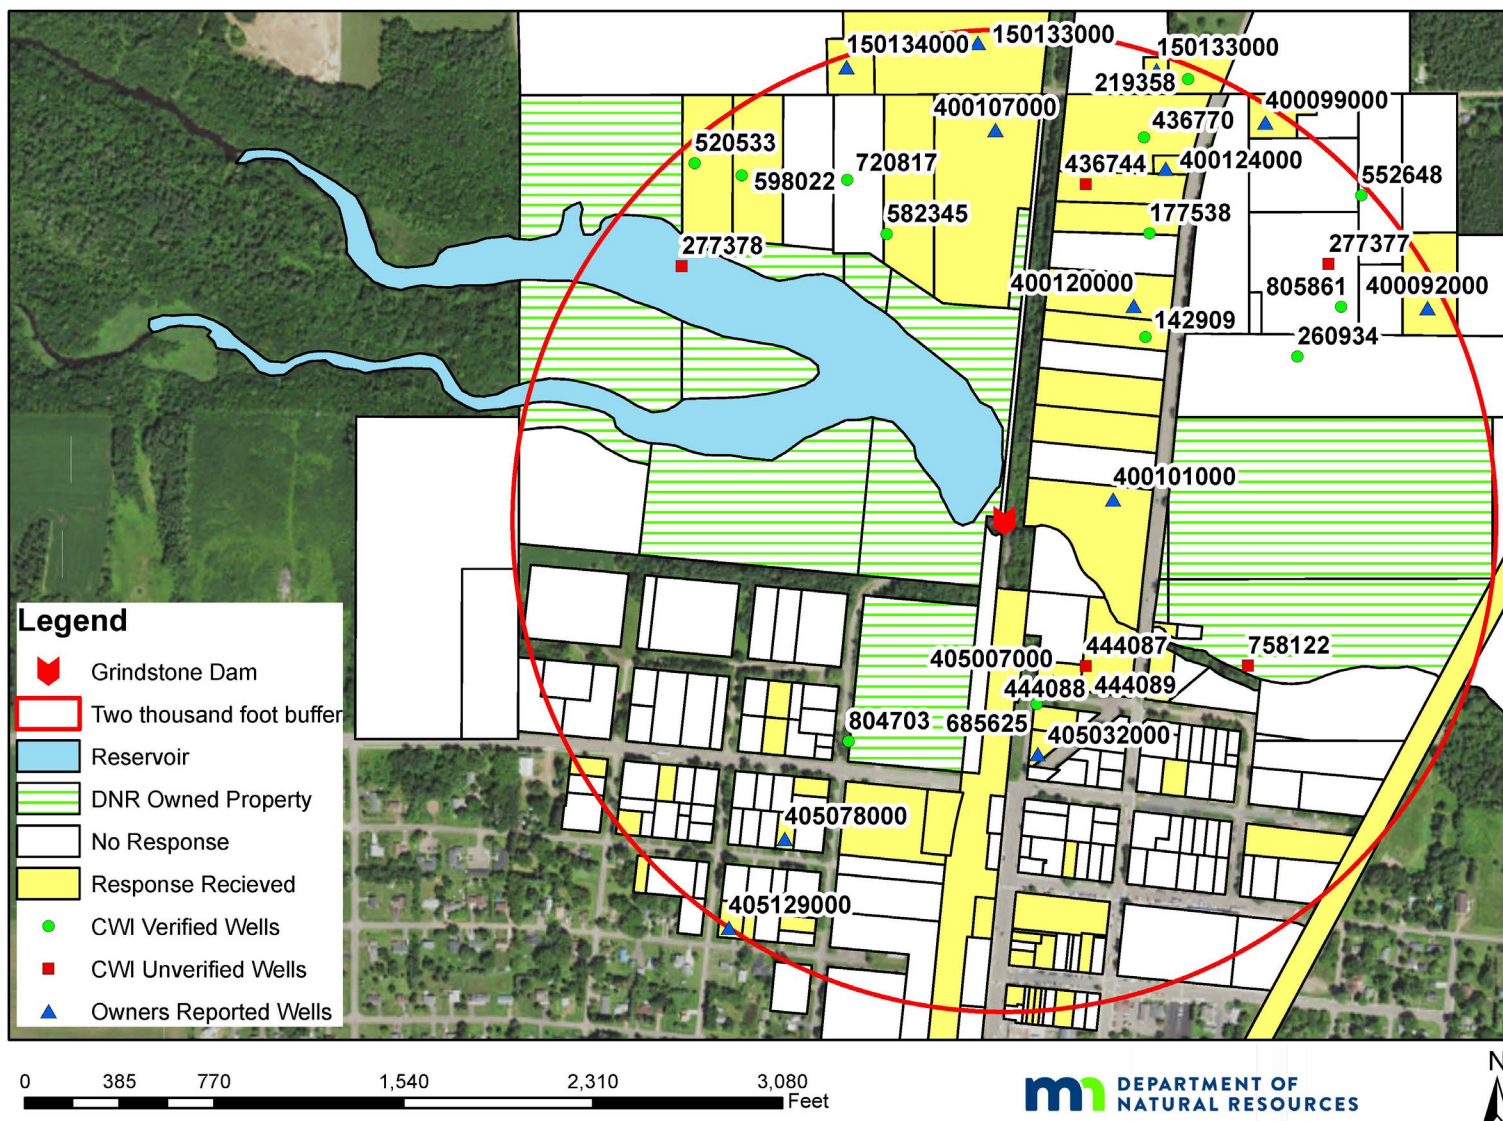 150134000
150133000
150133000
219358
400107000
400099000
436770
520533
598022
720817
436744
400124000
552648
582345
177538
277378
277377
400120000
805861
400092000
142909
260934
400101000
405007000
444087
758122
444088
444089
804703
685625
405032000
405078000
405129000
Legend
Grindstone Dam
Two thousand foot buffer
Reservoir
DNR Owned Property
No Response
Response Recieved
CWI Verified Wells
CWI Unverified Wells
Owners Reported Wells
0 385 770 1,540 2,310 3,080
Feet
DEPARTMENT OF
NATURAL RESOURCES
N